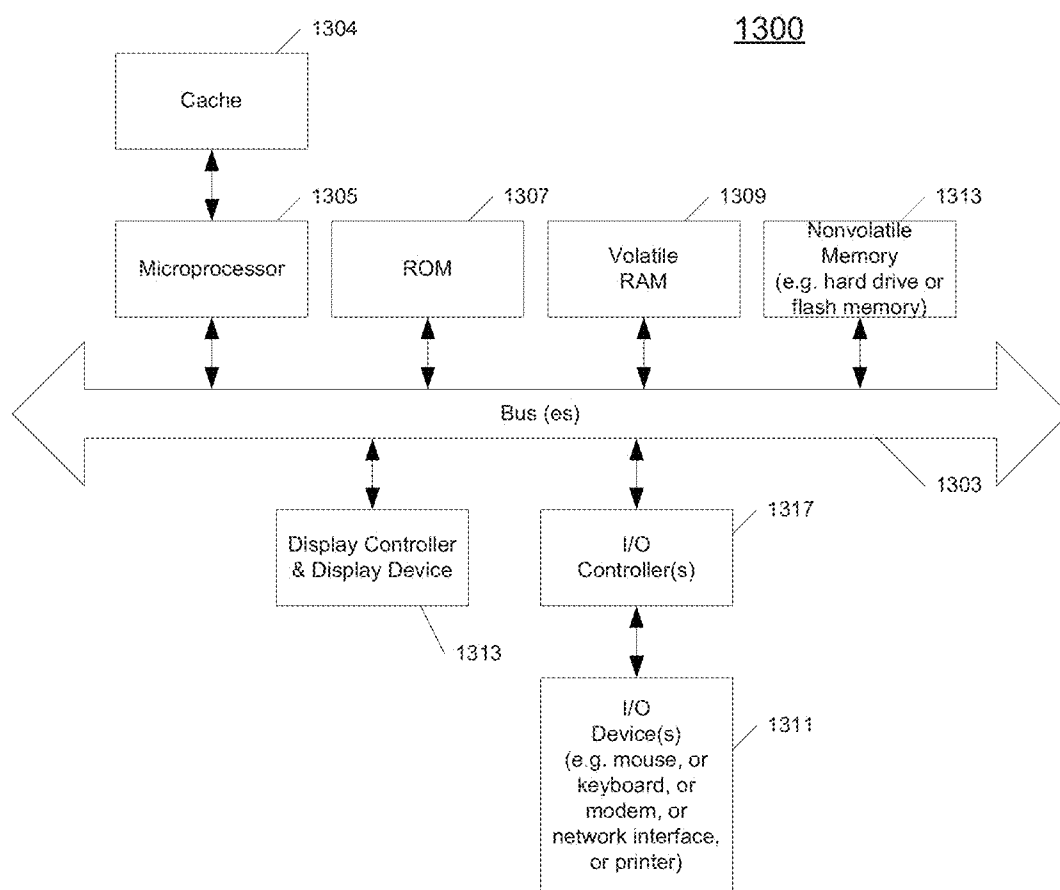 1300
1304
Cache
1305
1307
1309
1313
Microprocessor
ROM
Volatile
RAM
Nonvolatile
Memory
(e.g. hard drive or
flash memory)
Bus (es)
1303
Display Controller
& Display Device
1313
1317
I/O
Controller(s)
I/O
Device(s)
(e.g. mouse, or
keyboard, or
modem, or
network interface,
or printer)
1311